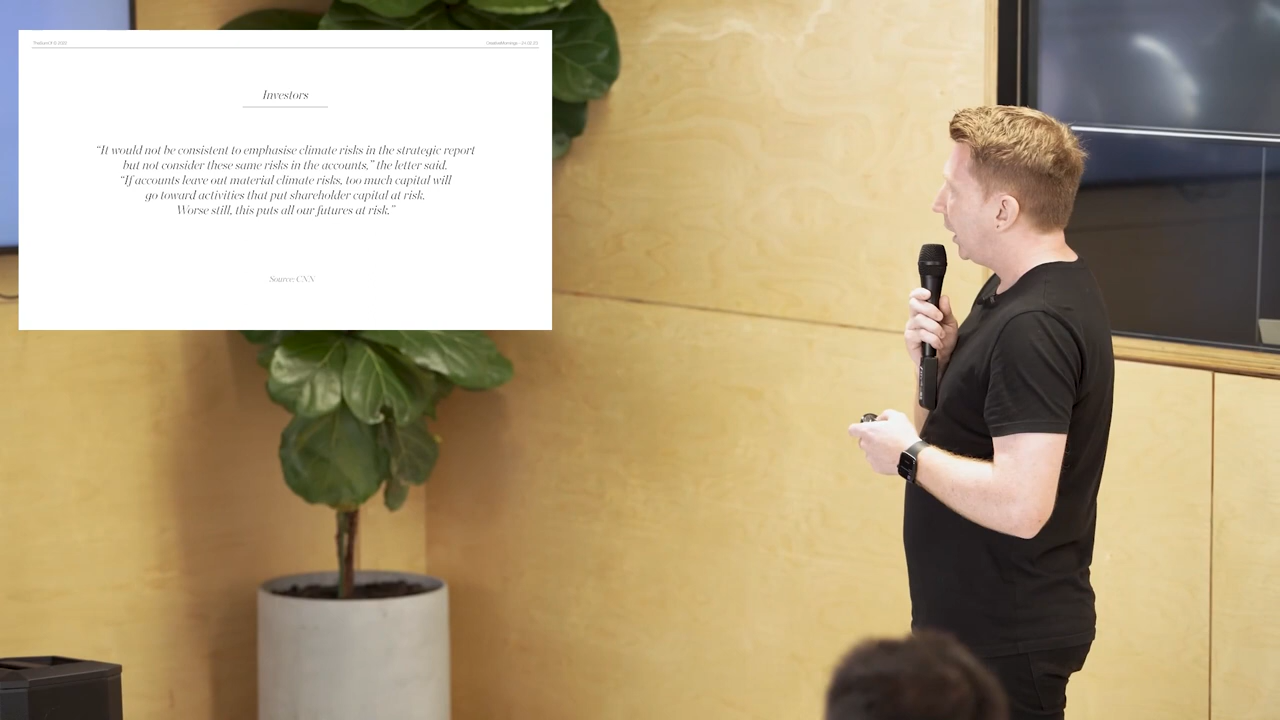 Investors
“It would not be consistent to emphasise climate risks in the strategic report
but not consider these same risks in the accounts,” the letter said.
“If accounts leave out material climate risks, too much capital will
go toward activities that put shareholder capital at risk.
Worse still, this puts all our futures at risk.”
Source: CNN